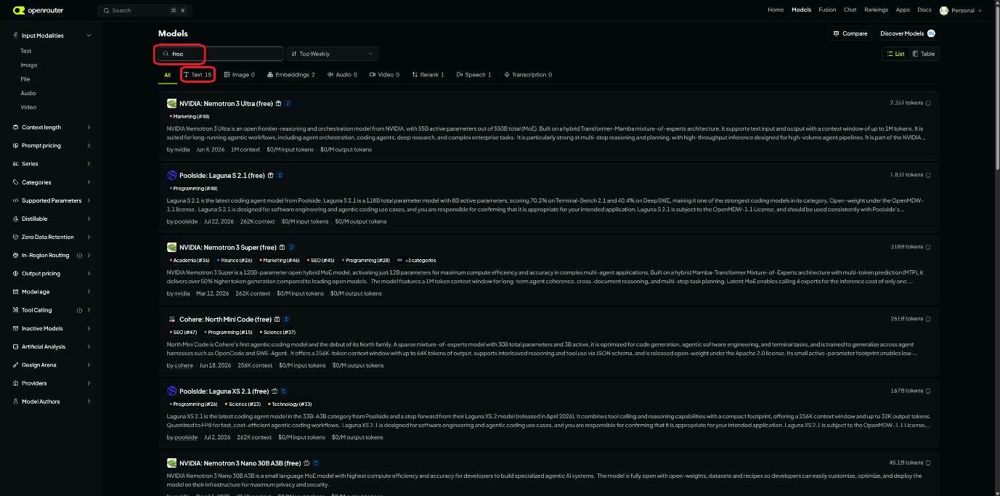 openrouter
Search ⌘ K
Home Models Fusion Chat Rankings Apps Docs Personal
Input Modalities
Text
Image
File
Audio
Video
Context length
Prompt pricing
Series
Categories
Supported Parameters
Distillable
Zero Data Retention
In-Region Routing
Output pricing
Model age
Tool Calling
Inactive Models
Artificial Analysis
Design Arena
Providers
Model Authors
Models
Compare
Discover Models
free
Top Weekly
List Table
All Text 15 Image 0 Embeddings 2 Audio 0 Video 0 Rerank 1 Speech 1 Transcription 0
NVIDIA: Nemotron 3 Ultra (free)
2.35T tokens
Marketing (#48)
NVIDIA Nemotron 3 Ultra is an open frontier-reasoning and orchestration model from NVIDIA, with 55B active parameters out of 550B total (MoE). Built on a hybrid Transformer-Mamba mixture-of-experts architecture, it supports text input and output with a context window of up to 1M tokens. It is
suited for long-running agentic workflows, including agent orchestration, coding agents, deep research, and complex enterprise tasks. It is particularly strong at multi-step reasoning and planning, with high-throughput inference designed for high-volume agent pipelines. It is part of the NVIDIA ...
by nvidia Jun 4, 2026 1M context $0/M input tokens $0/M output tokens
Poolside: Laguna S 2.1 (free)
1.83T tokens
Programming (#48)
Laguna S 2.1 is the latest coding agent model from Poolside. Laguna S 2.1 is a 118B total parameter model with 8B active parameters, scoring 70.2% on Terminal-Bench 2.1 and 40.4% on DeepSWE, making it one of the strongest coding models in its category. Open-weight under the OpenMDW-
1.1 license. Laguna S 2.1 is designed for software engineering and agentic coding use cases, and you are responsible for confirming that it is appropriate for your intended application. Laguna S 2.1 is subject to the OpenMDW-1.1 License, and should be used consistently with Poolside's ...
by poolside Jul 22, 2026 262K context $0/M input tokens $0/M output tokens
NVIDIA: Nemotron 3 Super (free)
318B tokens
Academia (#36) Finance (#26) Marketing (#46) SEO (#45) Programming (#28) +3 categories
NVIDIA Nemotron 3 Super is a 120B-parameter open hybrid MoE model, activating just 12B parameters for maximum compute efficiency and accuracy in complex multi-agent applications. Built on a hybrid Mamba-Transformer Mixture-of-Experts architecture with multi-token prediction (MTP), it
delivers over 50% higher token generation compared to leading open models. The model features a 1M token context window for long-term agent coherence, cross-document reasoning, and multi-step task planning. Latent MoE enables calling 4 experts for the inference cost of only one, ...
by nvidia Mar 12, 2026 262K context $0/M input tokens $0/M output tokens
Cohere: North Mini Code (free)
261B tokens
SEO (#47) Programming (#15) Science (#37)
North Mini Code is Cohere's first agentic coding model and the debut of its North family. A sparse mixture-of-experts model with 30B total parameters and 3B active, it is optimized for code generation, agentic software engineering, and terminal tasks, and is trained to generalize across agent
harnesses such as OpenCode and SWE-Agent. It offers a 256K-token context window with up to 64K tokens of output, supports interleaved reasoning and tool use via JSON schema, and is released open-weight under the Apache 2.0 license. Its small active-parameter footprint enables low-...
by cohere Jun 18, 2026 256K context $0/M input tokens $0/M output tokens
Poolside: Laguna XS 2.1 (free)
167B tokens
Programming (#26) Science (#23) Technology (#33)
Laguna XS 2.1 is the latest coding agent model in the 33B-A3B category from Poolside and a step forward from their Laguna XS.2 model (released in April 2026). It combines tool calling and reasoning capabilities with a compact footprint, offering a 256K context window and up to 32K output tokens.
Quantized to FP8 for fast, cost-efficient agentic coding workflows. Laguna XS 2.1 is designed for software engineering and agentic coding use cases, and you are responsible for confirming that it is appropriate for your intended application. Laguna XS 2.1 is subject to the OpenMDW-1.1 License, ...
by poolside Jul 2, 2026 262K context $0/M input tokens $0/M output tokens
NVIDIA: Nemotron 3 Nano 30B A3B (free)
45.1B tokens
NVIDIA Nemotron 3 Nano 30B A3B is a small language MoE model with highest compute efficiency and accuracy for developers to build specialized agentic AI systems. The model is fully open with open-weights, datasets and recipes so developers can easily customize, optimize, and deploy the
model on their infrastructure for maximum privacy and security.